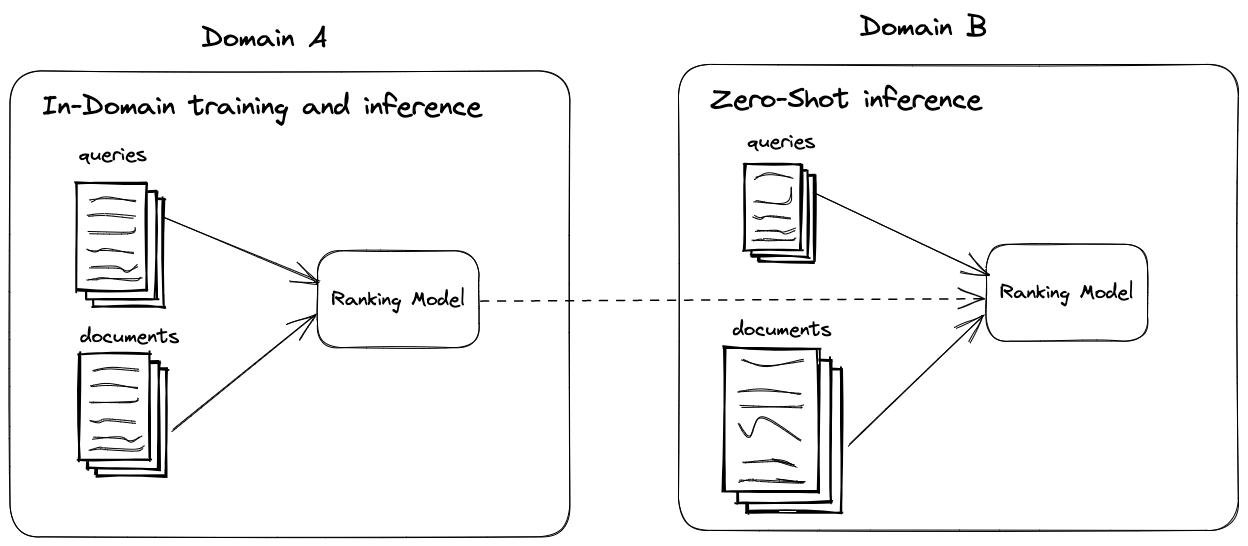 Domain A
In-Domain training and inference
queries
Ranking Model
documents
Domain B
Zero-Shot inference
queries
Ranking Model
documents